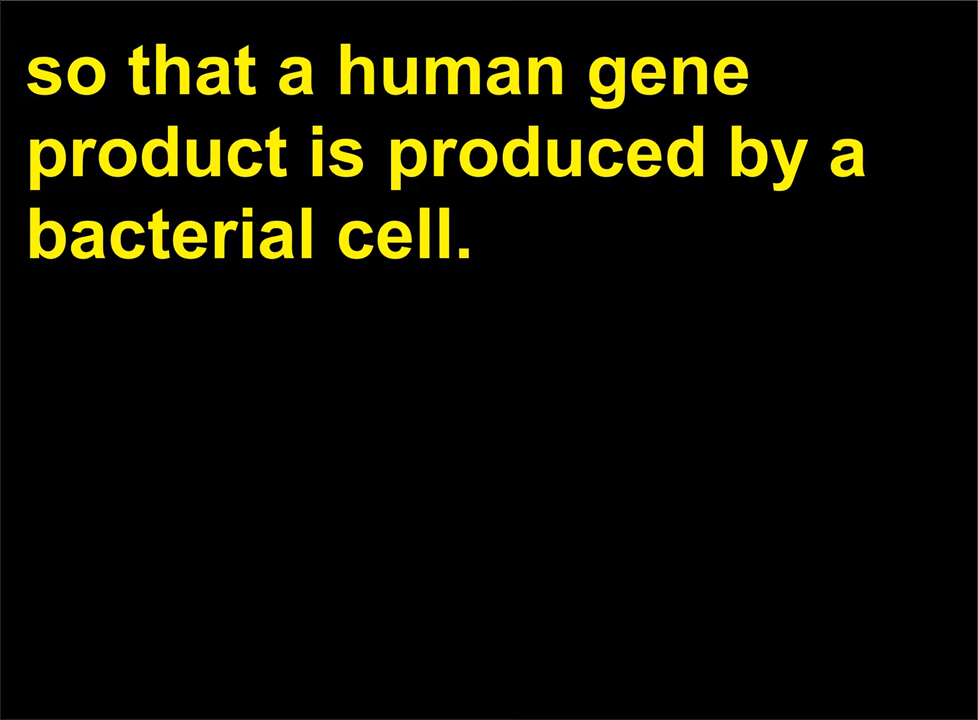 so that a human gene
product is produced by a
bacterial cell.